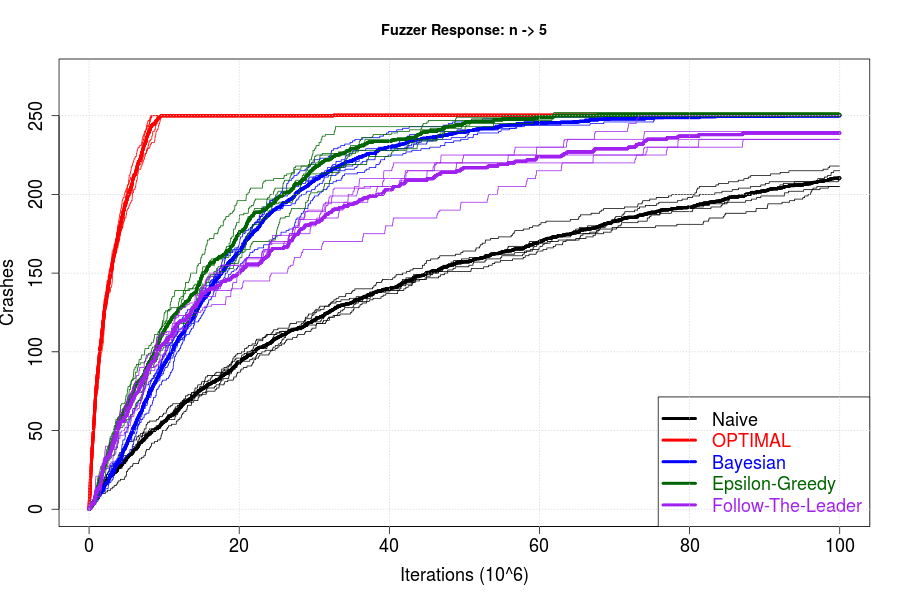 Fuzzer Response: n -> 5
Crashes
250
200
150
100
50
0
0 20 40 60 80 100
Iterations (10^6)
Naive
OPTIMAL
Bayesian
Epsilon-Greedy
Follow-The-Leader